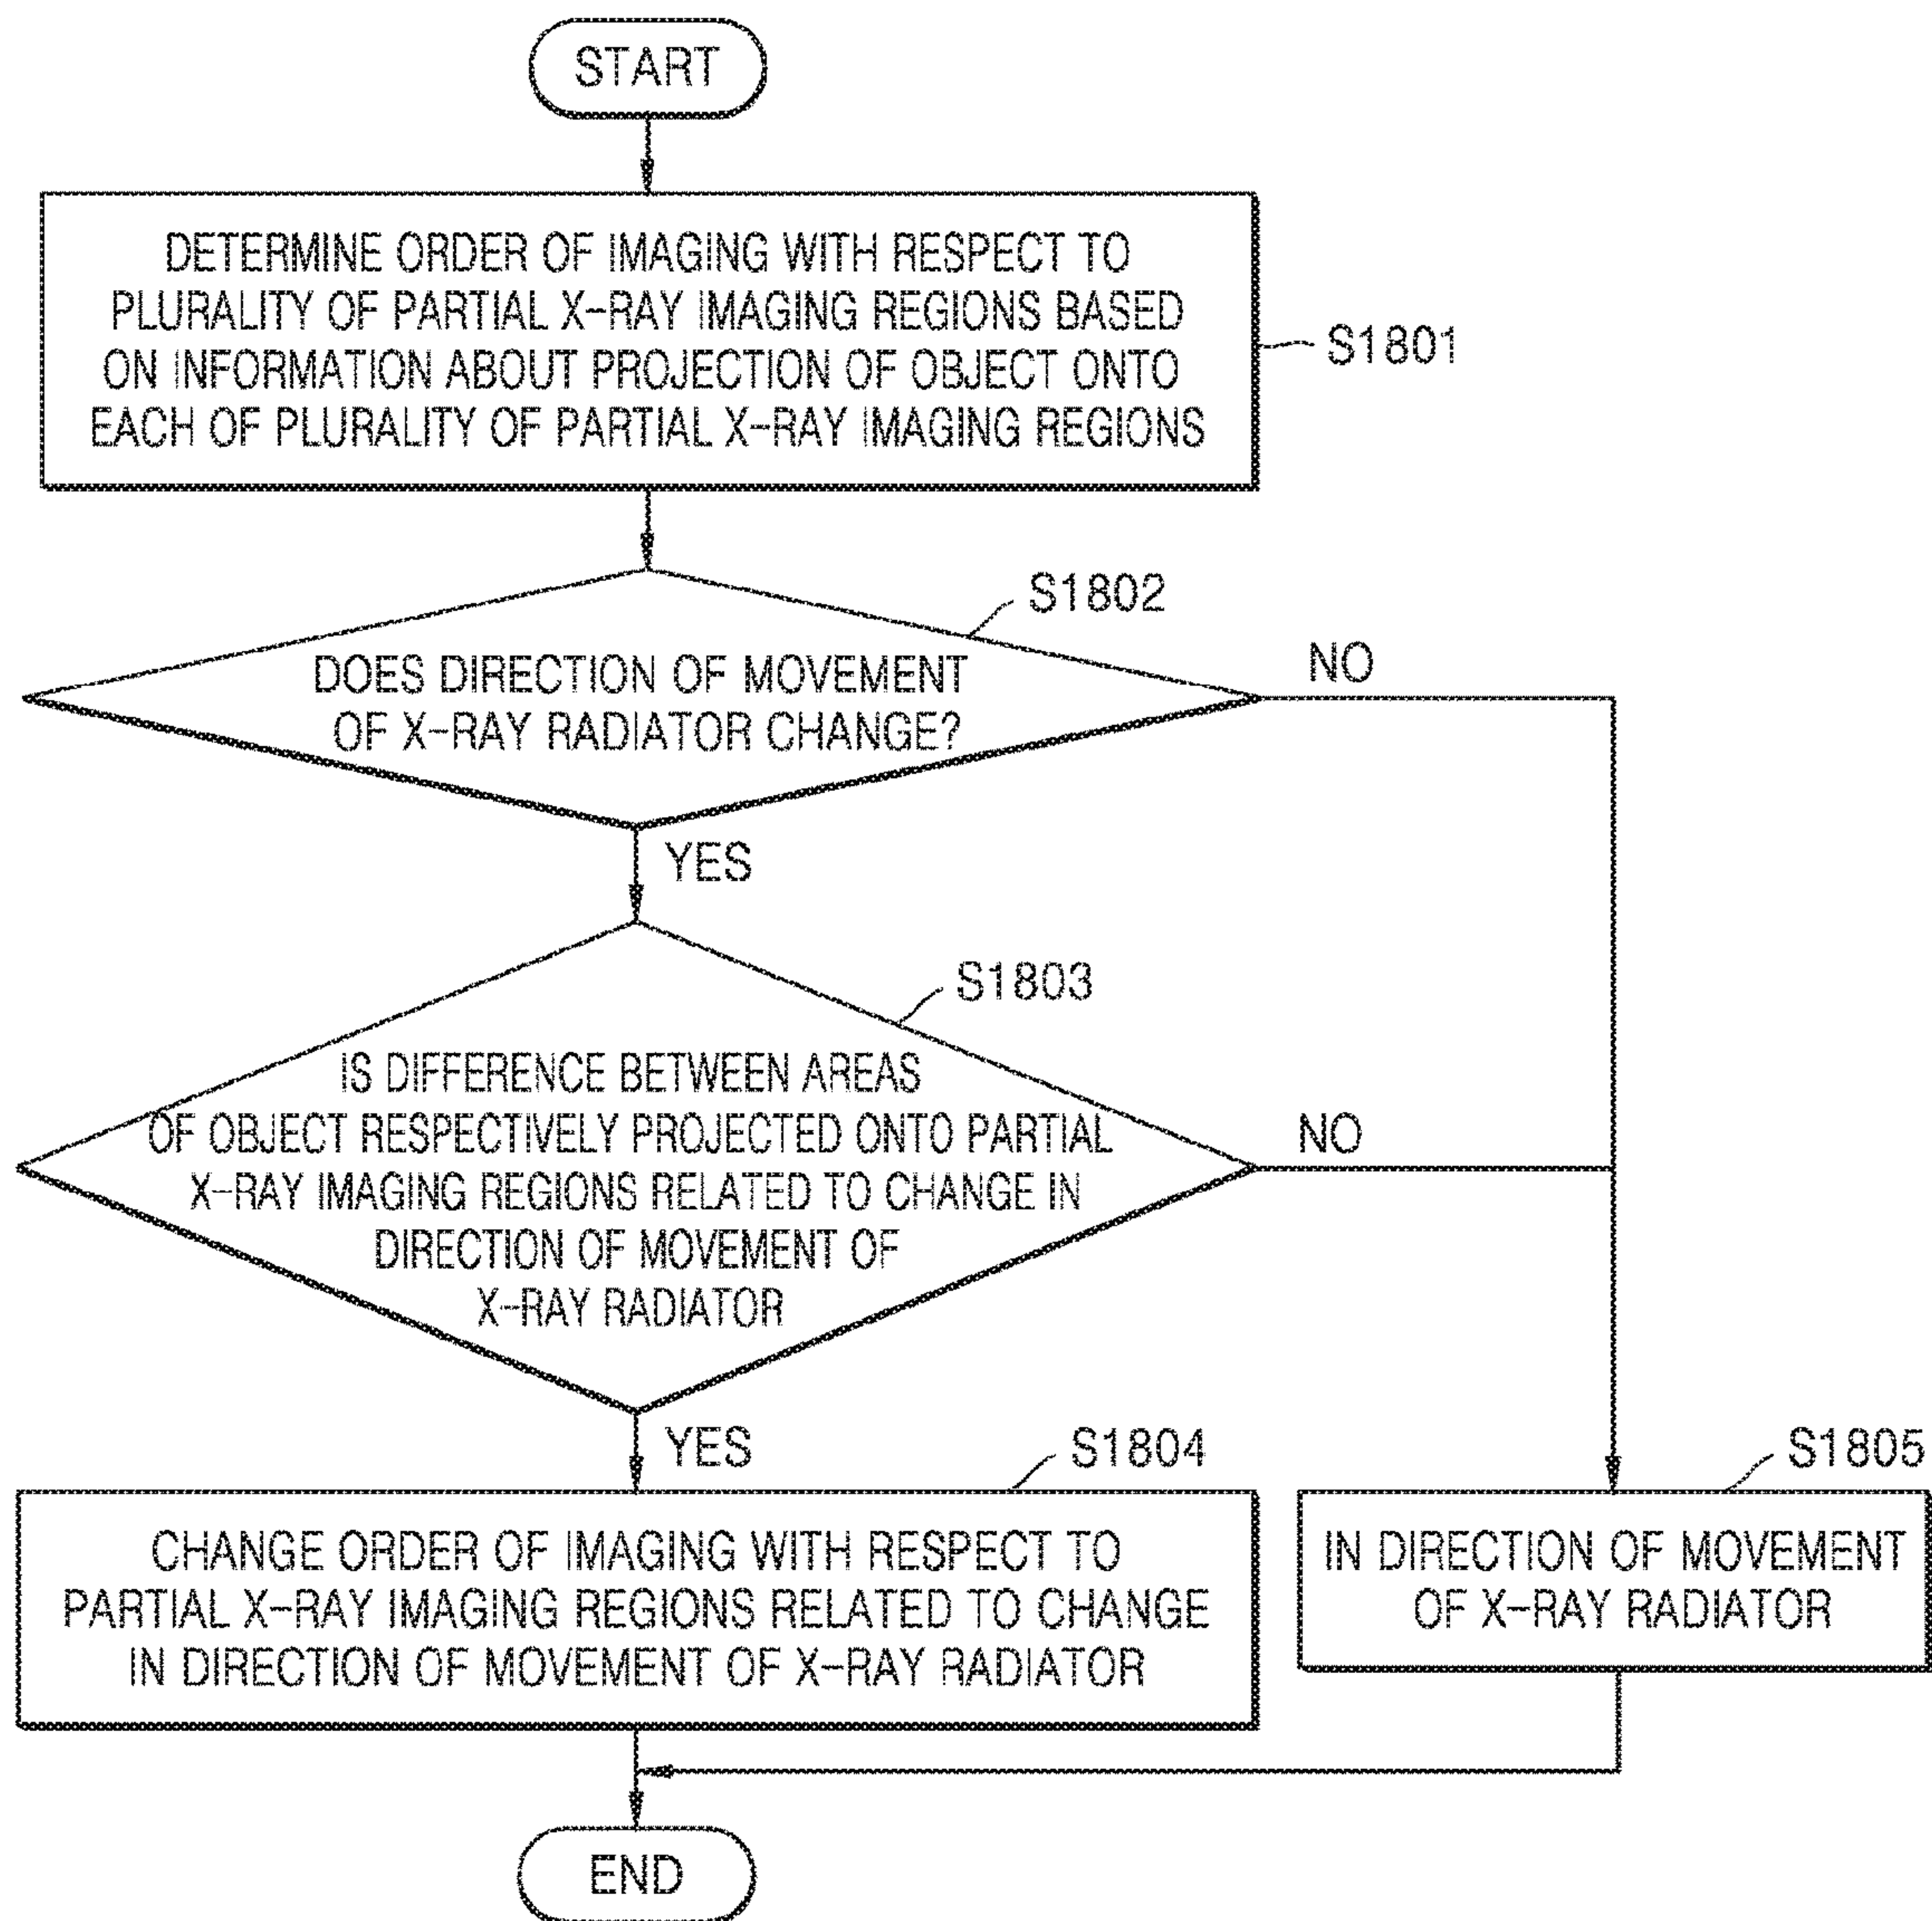 START
DETERMINE ORDER OF IMAGING WITH RESPECT TO
PLURALITY OF PARTIAL X-RAY IMAGING REGIONS BASED
ON INFORMATION ABOUT PROJECTION OF OBJECT ONTO
EACH OF PLURALITY OF PARTIAL X-RAY IMAGING REGIONS
S1801
S1802
DOES DIRECTION OF MOVEMENT
OF X-RAY RADIATOR CHANGE?
NO
YES
S1803
IS DIFFERENCE BETWEEN AREAS
OF OBJECT RESPECTIVELY PROJECTED ONTO PARTIAL
X-RAY IMAGING REGIONS RELATED TO CHANGE IN
DIRECTION OF MOVEMENT OF
X-RAY RADIATOR
NO
YES
S1804
CHANGE ORDER OF IMAGING WITH RESPECT TO
PARTIAL X-RAY IMAGING REGIONS RELATED TO CHANGE
IN DIRECTION OF MOVEMENT OF X-RAY RADIATOR
S1805
IN DIRECTION OF MOVEMENT
OF X-RAY RADIATOR
END